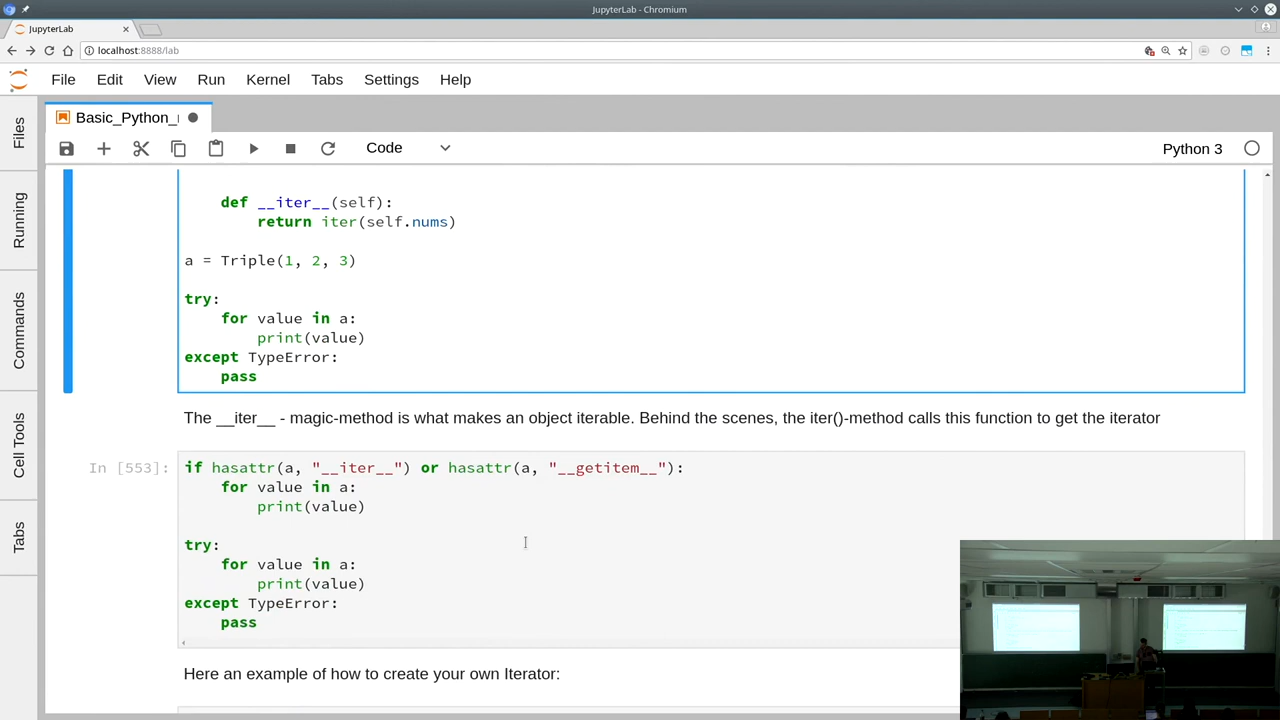 JupyterLab - Chromium
JupyterLab
localhost:8888/lab
File Edit View Run Kernel Tabs Settings Help
Basic_Python_
Code
Python 3
Files
Running
Commands
Cell Tools
Tabs
def __iter__(self):
return iter(self.nums)
a = Triple(1, 2, 3)
try:
for value in a:
print(value)
except TypeError:
pass
The __iter__ - magic-method is what makes an object iterable. Behind the scenes, the iter()-method calls this function to get the iterator
In [553]:
if hasattr(a, "__iter__") or hasattr(a, "__getitem__"):
for value in a:
print(value)
try:
for value in a:
print(value)
except TypeError:
pass
Here an example of how to create your own Iterator: